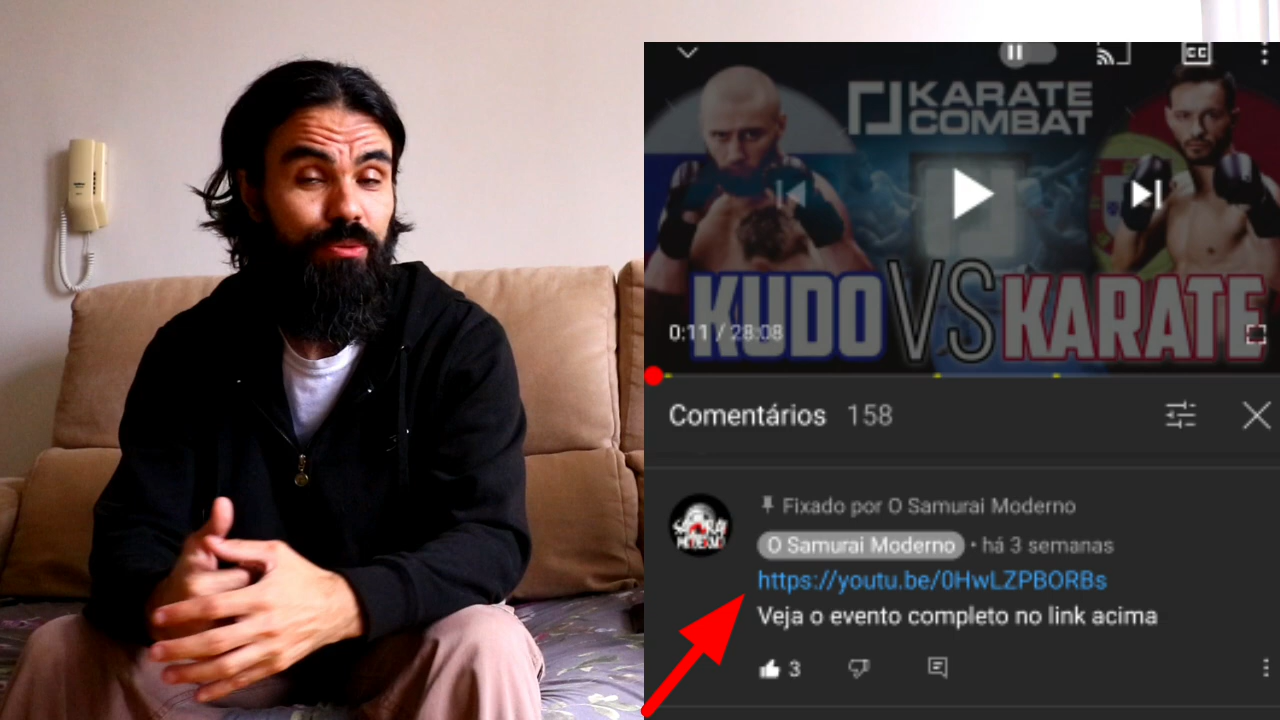 CC
KARATE
COMBAT
KUDO VS KARATE
0:11 / 28:08
Comentários 158
Fixado por O Samurai Moderno
O Samurai Moderno • há 3 semanas
https://youtu.be/0HwLZPBORBs
Veja o evento completo no link acima
3